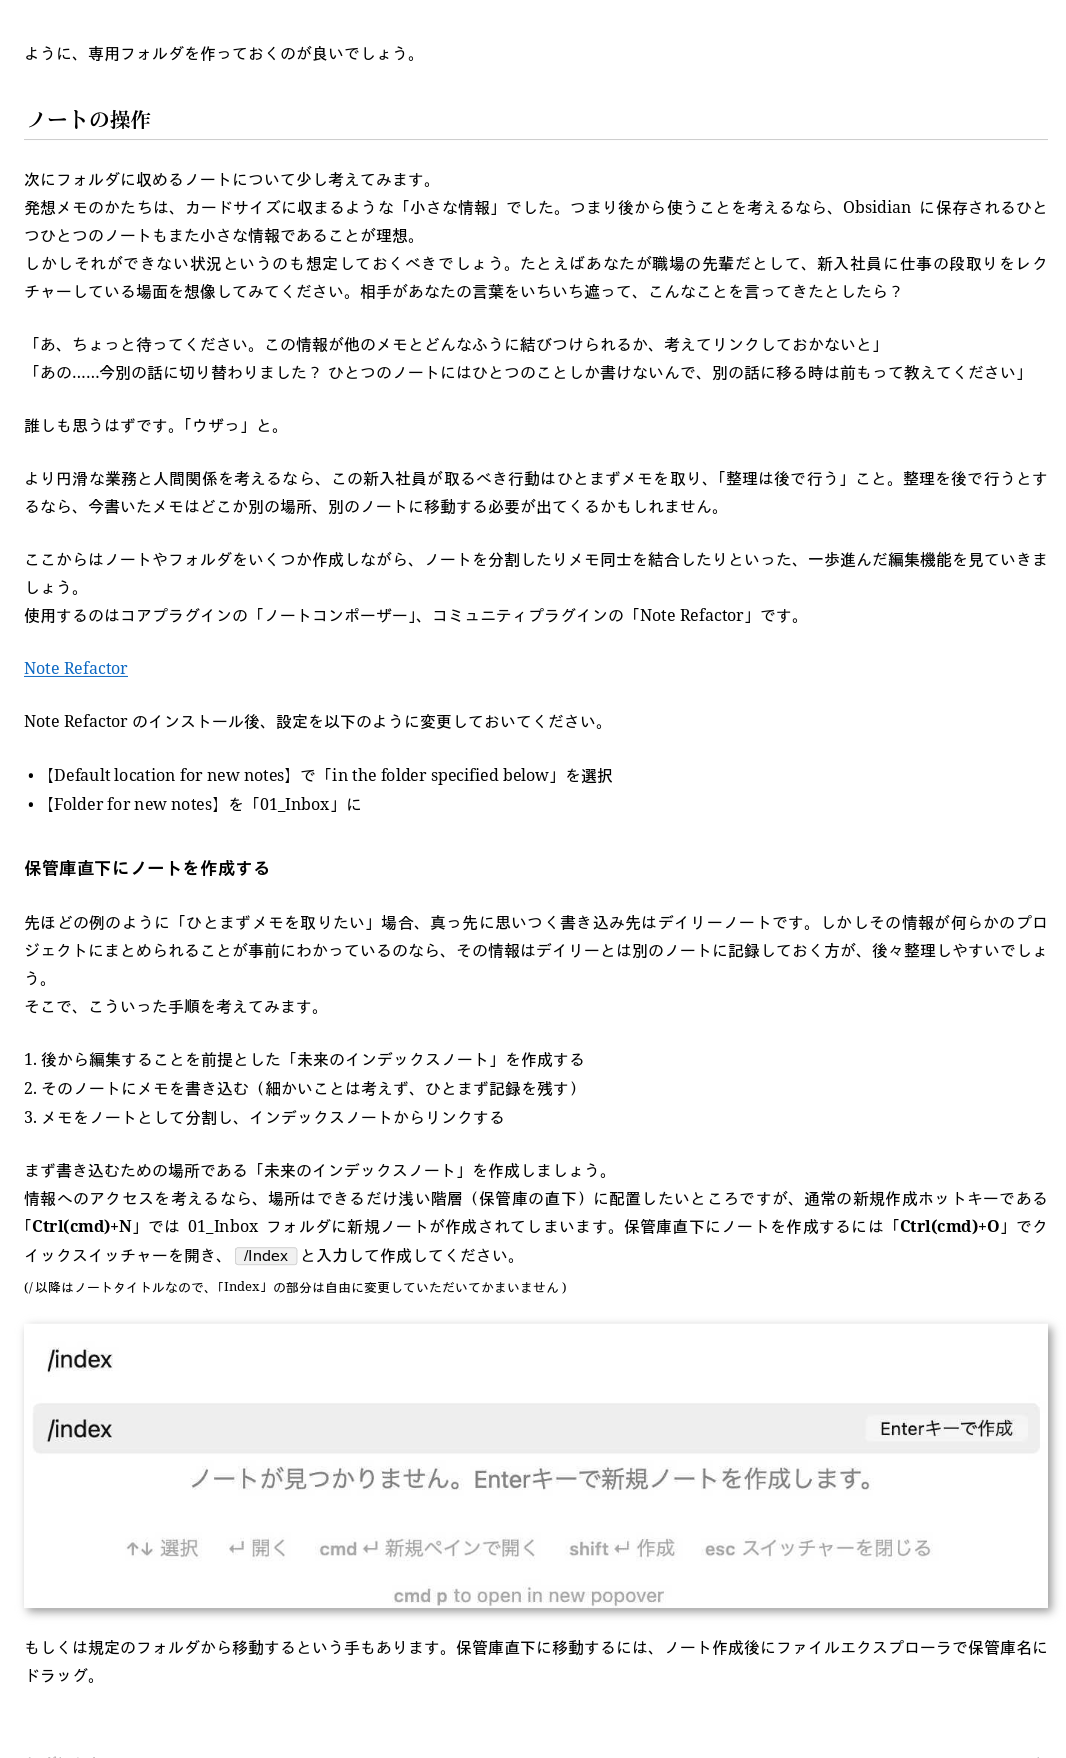 ように、専用フォルダを作っておくのが良いでしょう。
ノートの操作
次にフォルダに収めるノートについて少し考えてみます。
発想メモのかたちは、カードサイズに収まるような「小さな情報」でした。つまり後から使うことを考えるなら、Obsidian に保存されるひと
つひとつのノートもまた小さな情報であることが理想。
しかしそれができない状況というのも想定しておくべきでしょう。たとえばあなたが職場の先輩だとして、新入社員に仕事の段取りをレク
チャーしている場面を想像してみてください。相手があなたの言葉をいちいち遮って、こんなことを言ってきたとしたら？
「あ、ちょっと待ってください。この情報が他のメモとどんなふうに結びつけられるか、考えてリンクしておかないと」
「あの……今別の話に切り替わりました？ ひとつのノートにはひとつのことしか書けないんで、別の話に移る時は前もって教えてください」
誰しも思うはずです。「ウザっ」と。
より円滑な業務と人間関係を考えるなら、この新入社員が取るべき行動はひとまずメモを取り、「整理は後で行う」こと。整理を後で行うとす
るなら、今書いたメモはどこか別の場所、別のノートに移動する必要が出てくるかもしれません。
ここからはノートやフォルダをいくつか作成しながら、ノートを分割したりメモ同士を結合したりといった、一歩進んだ編集機能を見ていきま
しょう。
使用するのはコアプラグインの「ノートコンポーザー」、コミュニティプラグインの「Note Refactor」です。
Note Refactor
Note Refactor のインストール後、設定を以下のように変更しておいてください。
• 【Default location for new notes】で「in the folder specified below」を選択
• 【Folder for new notes】を「01_Inbox」に
保管庫直下にノートを作成する
先ほどの例のように「ひとまずメモを取りたい」場合、真っ先に思いつく書き込み先はデイリーノートです。しかしその情報が何らかのプロ
ジェクトにまとめられることが事前にわかっているのなら、その情報はデイリーとは別のノートに記録しておく方が、後々整理しやすいでしょ
う。
そこで、こういった手順を考えてみます。
1. 後から編集することを前提とした「未来のインデックスノート」を作成する
2. そのノートにメモを書き込む（細かいことは考えず、ひとまず記録を残す）
3. メモをノートとして分割し、インデックスノートからリンクする
まず書き込むための場所である「未来のインデックスノート」を作成しましょう。
情報へのアクセスを考えるなら、場所はできるだけ浅い階層（保管庫の直下）に配置したいところですが、通常の新規作成ホットキーである
「Ctrl(cmd)+N」では 01_Inbox フォルダに新規ノートが作成されてしまいます。保管庫直下にノートを作成するには「Ctrl(cmd)+O」でク
イックスイッチャーを開き、 /Index と入力して作成してください。
(/ 以降はノートタイトルなので、「Index」の部分は自由に変更していただいてかまいません )
/index
/index Enterキーで作成
ノートが見つかりません。Enterキーで新規ノートを作成します。
↑↓ 選択 ↵ 開く cmd ↵ 新規ペインで開く shift ↵ 作成 esc スイッチャーを閉じる
cmd p to open in new popover
もしくは規定のフォルダから移動するという手もあります。保管庫直下に移動するには、ノート作成後にファイルエクスプローラで保管庫名に
ドラッグ。